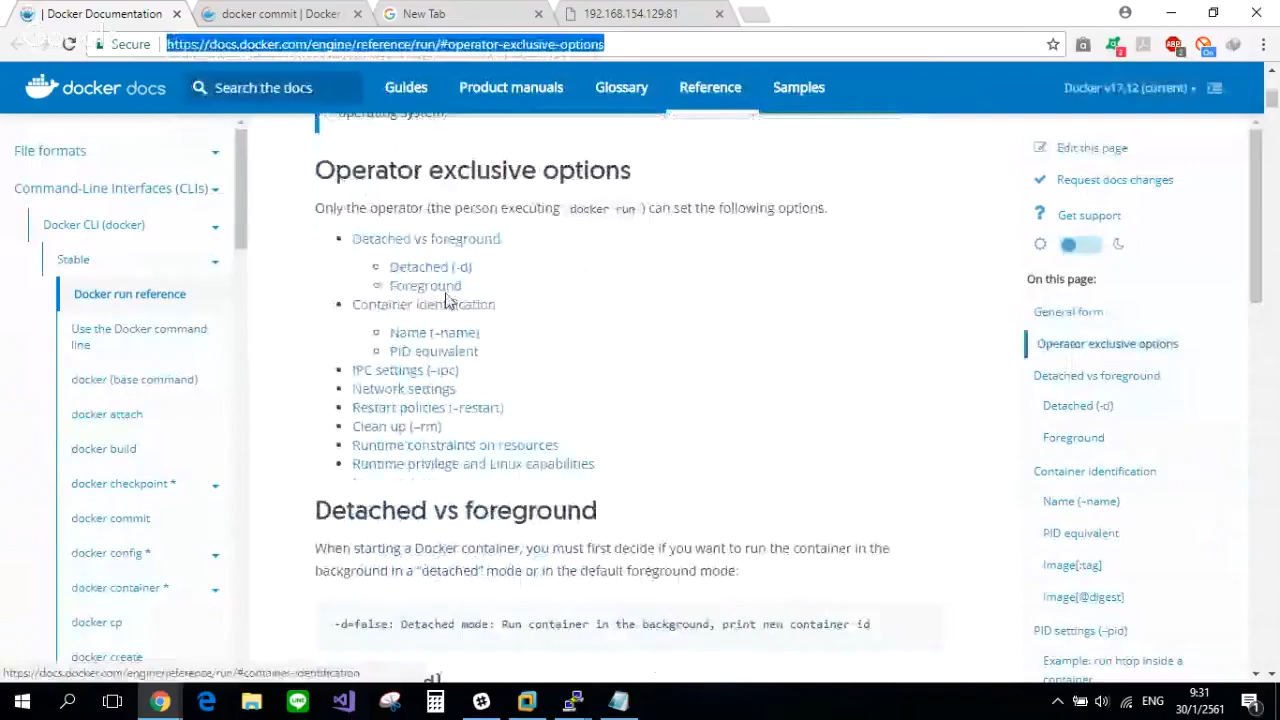 | Docker Documentation
docker commit | Docker
New Tab
192.168.154.129:81
Secure
https://docs.docker.com/engine/reference/run/#operator-exclusive-options
docker docs
Search the docs
Guides
Product manuals
Glossary
Reference
Samples
Docker v17.12 (current)
File formats
Command-Line Interfaces (CLIs)
Docker CLI (docker)
Stable
Docker run reference
Use the Docker command
line
docker (base command)
docker attach
docker build
docker checkpoint *
docker commit
docker config *
docker container *
docker cp
docker create
operating system.
Operator exclusive options
Only the operator (the person executing docker run ) can set the following options.
Detached vs foreground
Detached (-d)
Foreground
Container identification
Name (–name)
PID equivalent
IPC settings (–ipc)
Network settings
Restart policies (–restart)
Clean up (–rm)
Runtime constraints on resources
Runtime privilege and Linux capabilities
Detached vs foreground
When starting a Docker container, you must first decide if you want to run the container in the
background in a “detached” mode or in the default foreground mode:
-d=false: Detached mode: Run container in the background, print new container id
Edit this page
Request docs changes
Get support
On this page:
General form
Operator exclusive options
Detached vs foreground
Detached (-d)
Foreground
Container identification
Name (–name)
PID equivalent
Image[:tag]
Image[@digest]
PID settings (–pid)
Example: run htop inside a
container
https://docs.docker.com/engine/reference/run/#container-identification
ENG
9:31
30/1/2561